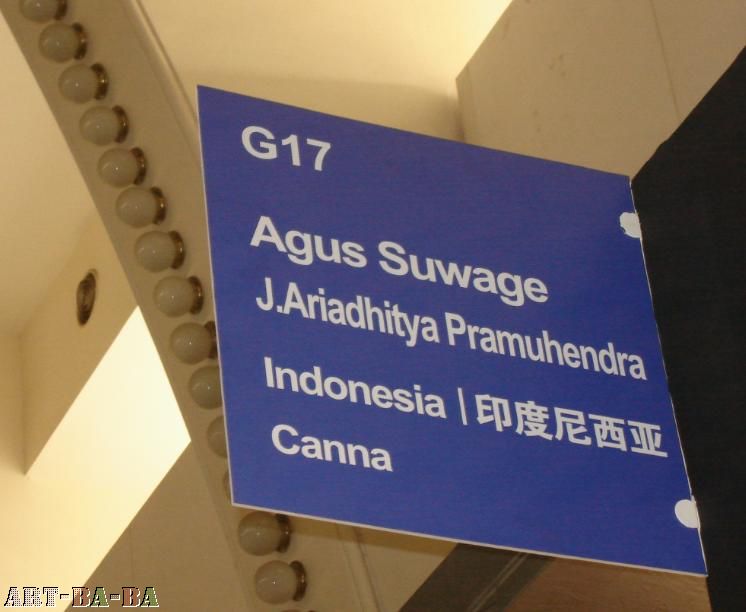 G17
Agus Suwage
J.Ariadhitya Pramuhendra
Indonesia | 印度尼西亚
Canna
ART-BA-BA